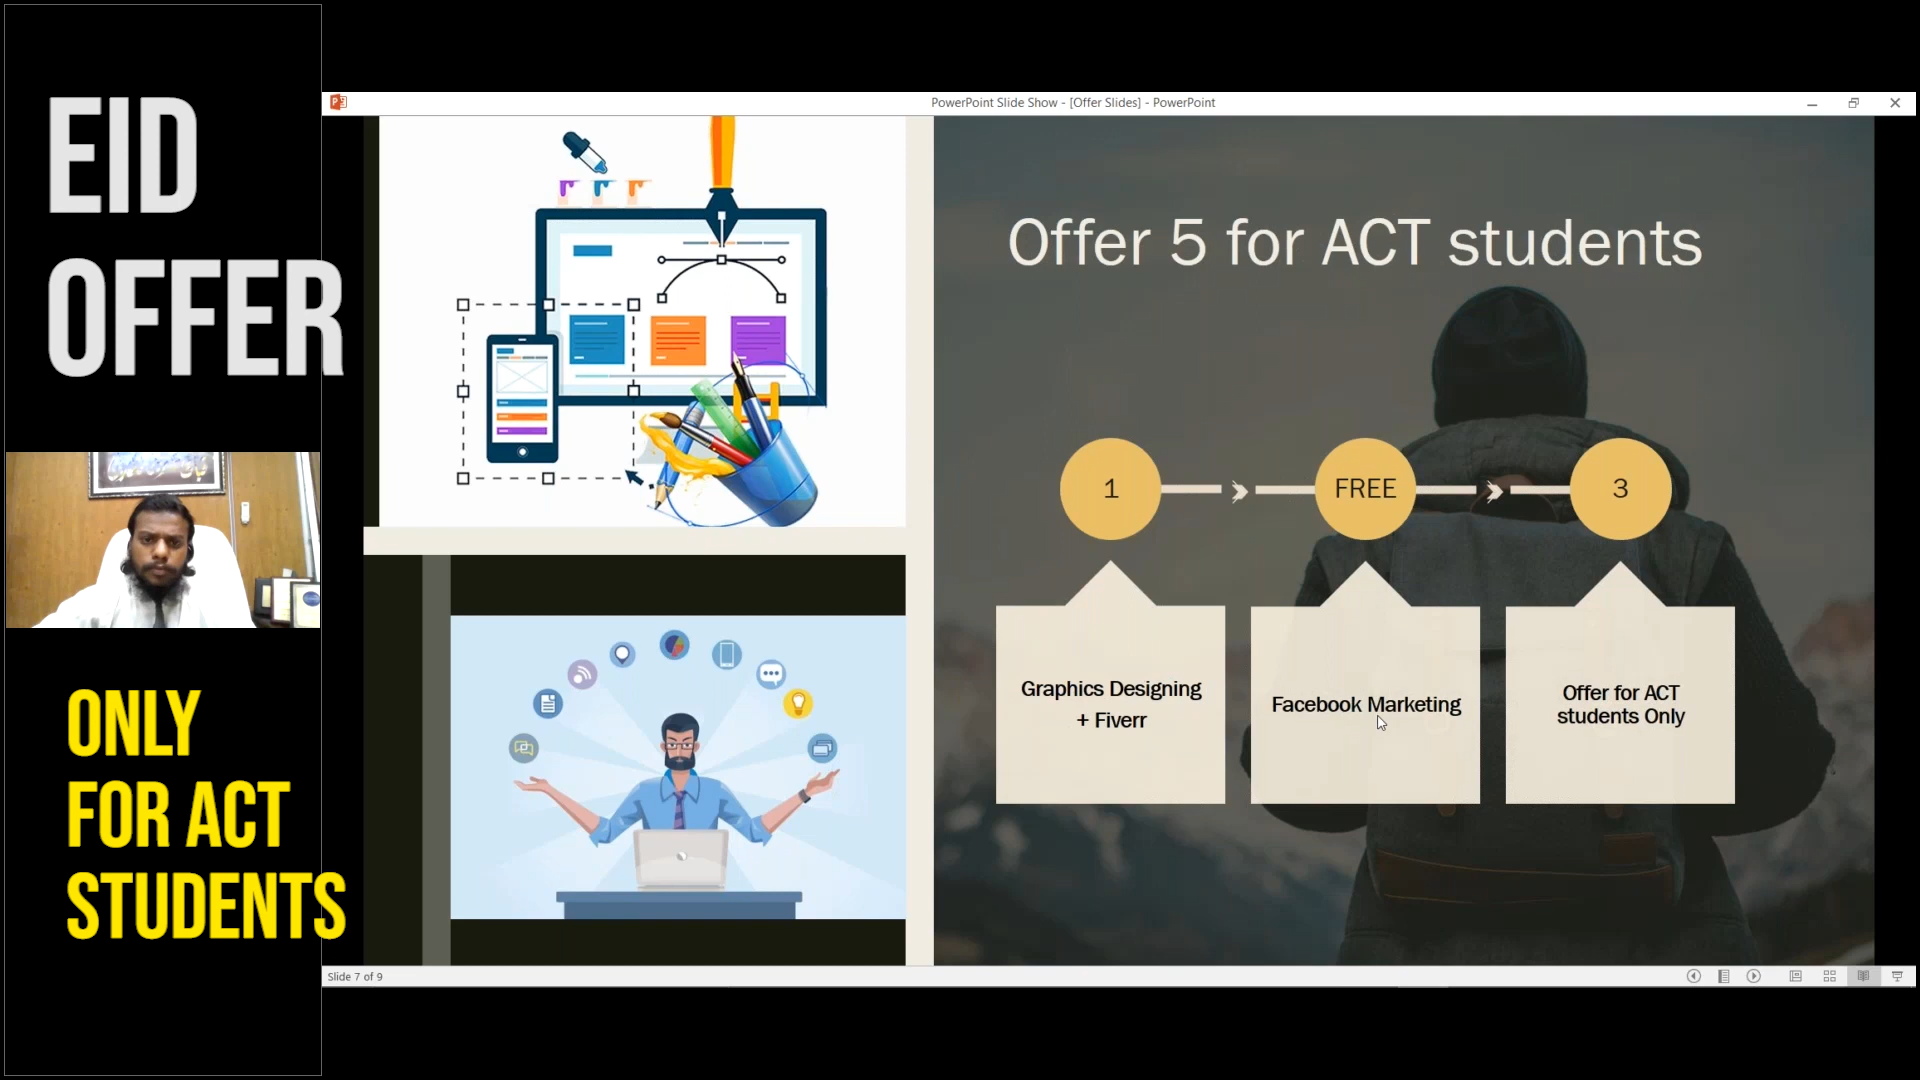 EID
OFFER
ONLY
FOR ACT
STUDENTS
PowerPoint Slide Show - [Offer Slides] - PowerPoint
Offer 5 for ACT students
1
FREE
3
Graphics Designing
+ Fiverr
Facebook Marketing
Offer for ACT
students Only
Slide 7 of 9